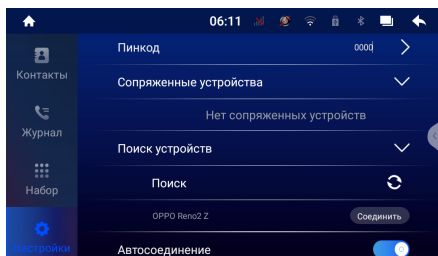 06:11
Пинкод 0000
Контакты
Сопряженные устройства
Нет сопряженных устройств
Журнал
Поиск устройств
Поиск
Набор
OPPO Reno2 Z Соединить
Настройки
Автосоединение